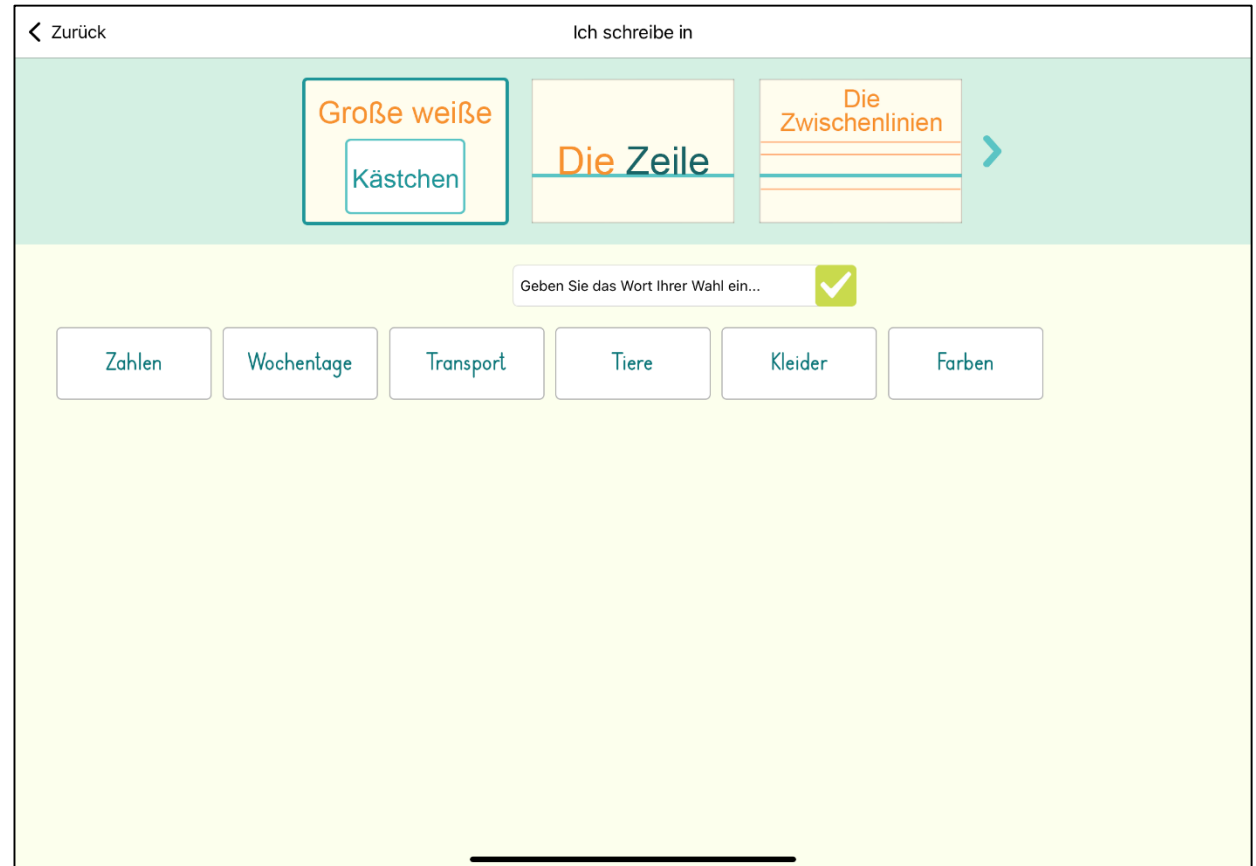 Zurück
Ich schreibe in
Große weiße
Kästchen
Die Zeile
Die
Zwischenlinien
Geben Sie das Wort Ihrer Wahl ein...
Zahlen
Wochentage
Transport
Tiere
Kleider
Farben